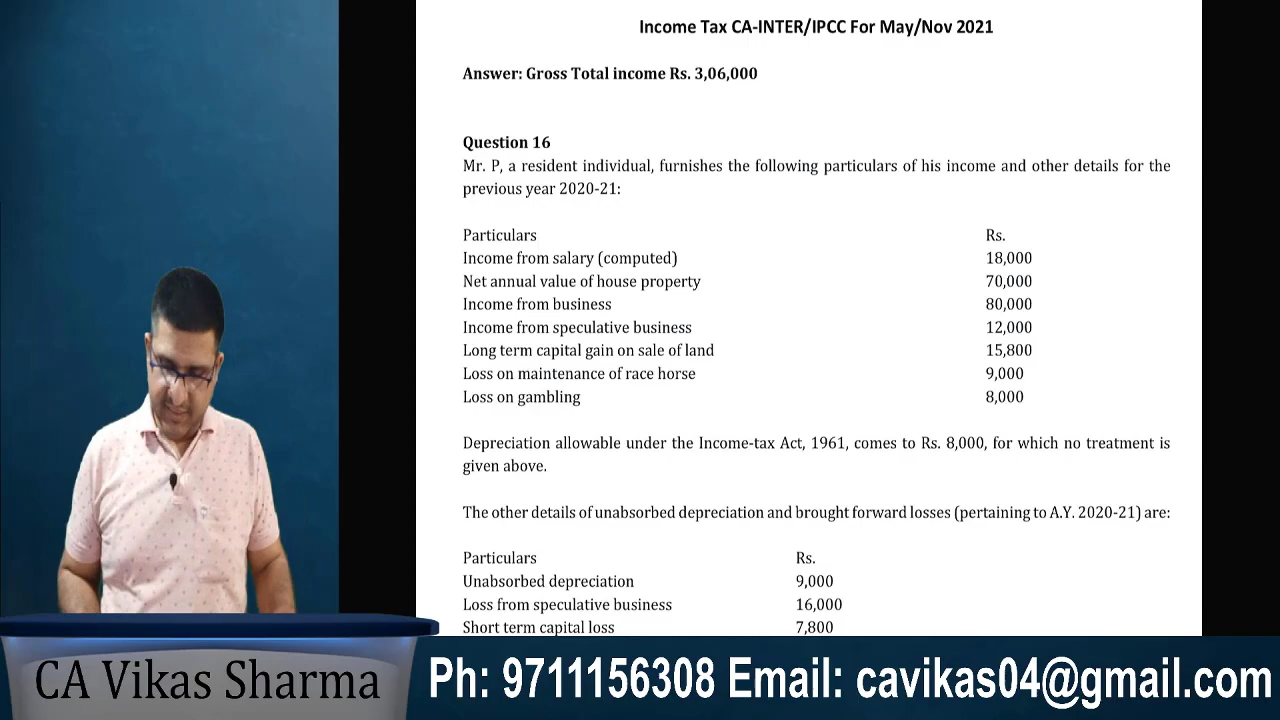 Income Tax CA-INTER/IPCC For May/Nov 2021
Answer: Gross Total income Rs. 3,06,000
Question 16
Mr. P, a resident individual, furnishes the following particulars of his income and other details for the
previous year 2020-21:
Particulars Rs.
Income from salary (computed) 18,000
Net annual value of house property 70,000
Income from business 80,000
Income from speculative business 12,000
Long term capital gain on sale of land 15,800
Loss on maintenance of race horse 9,000
Loss on gambling 8,000
Depreciation allowable under the Income-tax Act, 1961, comes to Rs. 8,000, for which no treatment is
given above.
The other details of unabsorbed depreciation and brought forward losses (pertaining to A.Y. 2020-21) are:
Particulars Rs.
Unabsorbed depreciation 9,000
Loss from speculative business 16,000
Short term capital loss 7,800
CA Vikas Sharma
Ph: 9711156308 Email: cavikas04@gmail.com